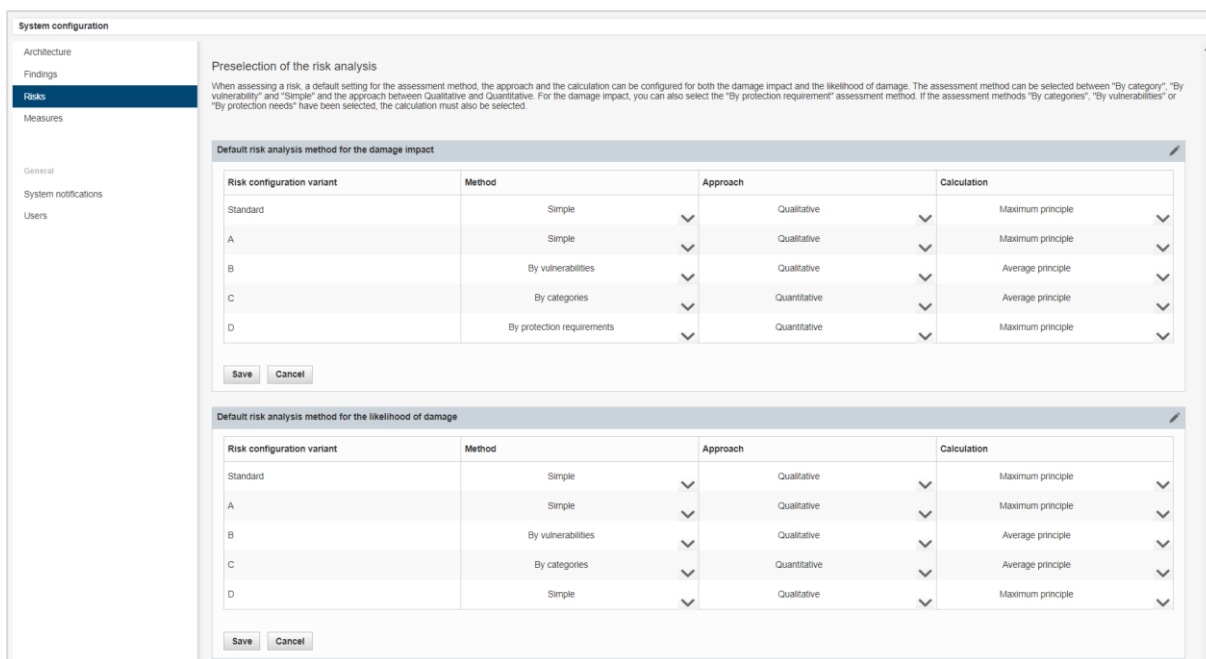 System configuration
Architecture
Findings
Risks
Measures
General
System notifications
Users
Preselection of the risk analysis
When assessing a risk, a default setting for the assessment method, the approach and the calculation can be configured for both the damage impact and the likelihood of damage. The assessment method can be selected between "By category", "By
vulnerability" and "Simple" and the approach between Qualitative and Quantitative. For the damage impact, you can also select the "By protection requirement" assessment method. If the assessment methods "By categories", "By vulnerabilities" or
"By protection needs" have been selected, the calculation must also be selected.
Default risk analysis method for the damage impact
Risk configuration variant Method Approach Calculation
Standard Simple Qualitative Maximum principle
A Simple Qualitative Maximum principle
B By vulnerabilities Qualitative Average principle
C By categories Quantitative Average principle
D By protection requirements Quantitative Maximum principle
Save Cancel
Default risk analysis method for the likelihood of damage
Risk configuration variant Method Approach Calculation
Standard Simple Qualitative Maximum principle
A Simple Qualitative Maximum principle
B By vulnerabilities Qualitative Average principle
C By categories Quantitative Average principle
D Simple Qualitative Maximum principle
Save Cancel